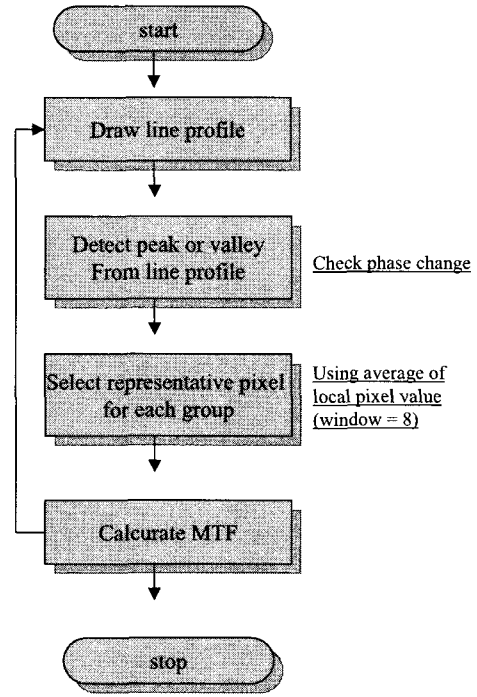 start
Draw line profile
Detect peak or valley
From line profile
Check phase change
Select representative pixel
for each group
Using average of
local pixel value
(window = 8)
Calcurate MTF
stop